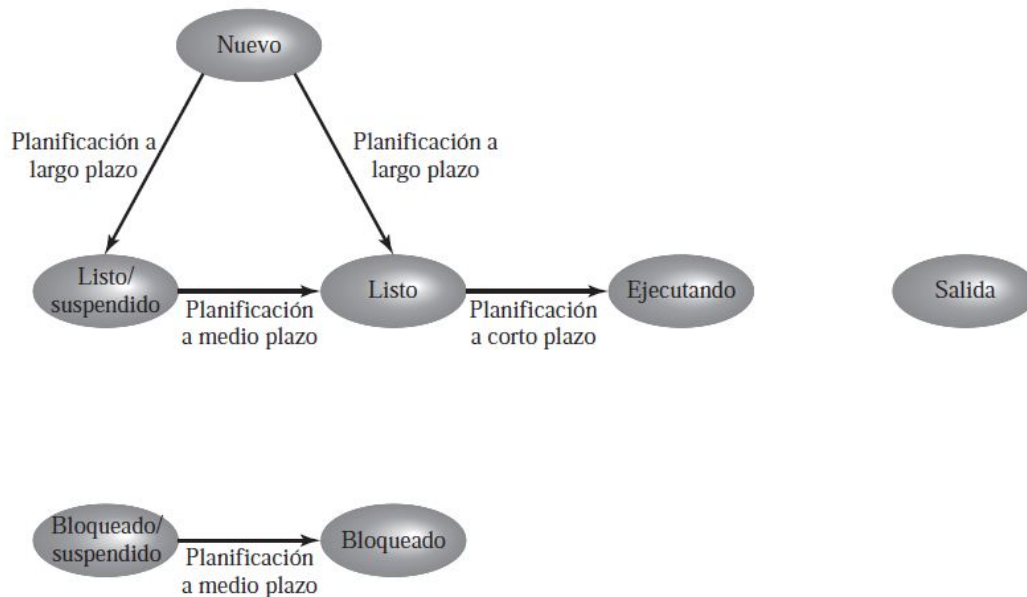 Nuevo
Planificación a
largo plazo
Planificación a
largo plazo
Listo/
suspendido
Planificación
a medio plazo
Listo
Planificación
a corto plazo
Ejecutando
Salida
Bloqueado/
suspendido
Planificación
a medio plazo
Bloqueado